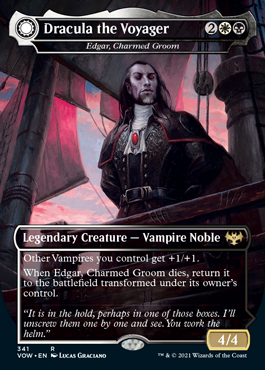 Dracula the Voyager 2
Edgar, Charmed Groom
Legendary Creature — Vampire Noble
Other Vampires you control get +1/+1.
When Edgar, Charmed Groom dies, return it
to the battlefield transformed under its owner's
control.
"It is in the hold, perhaps in one of those boxes. I'll
unscrew them one by one and see. You work the
helm."
4/4
341 R
VOW • EN LUCAS GRACIANO ™ & © 2021 Wizards of the Coast